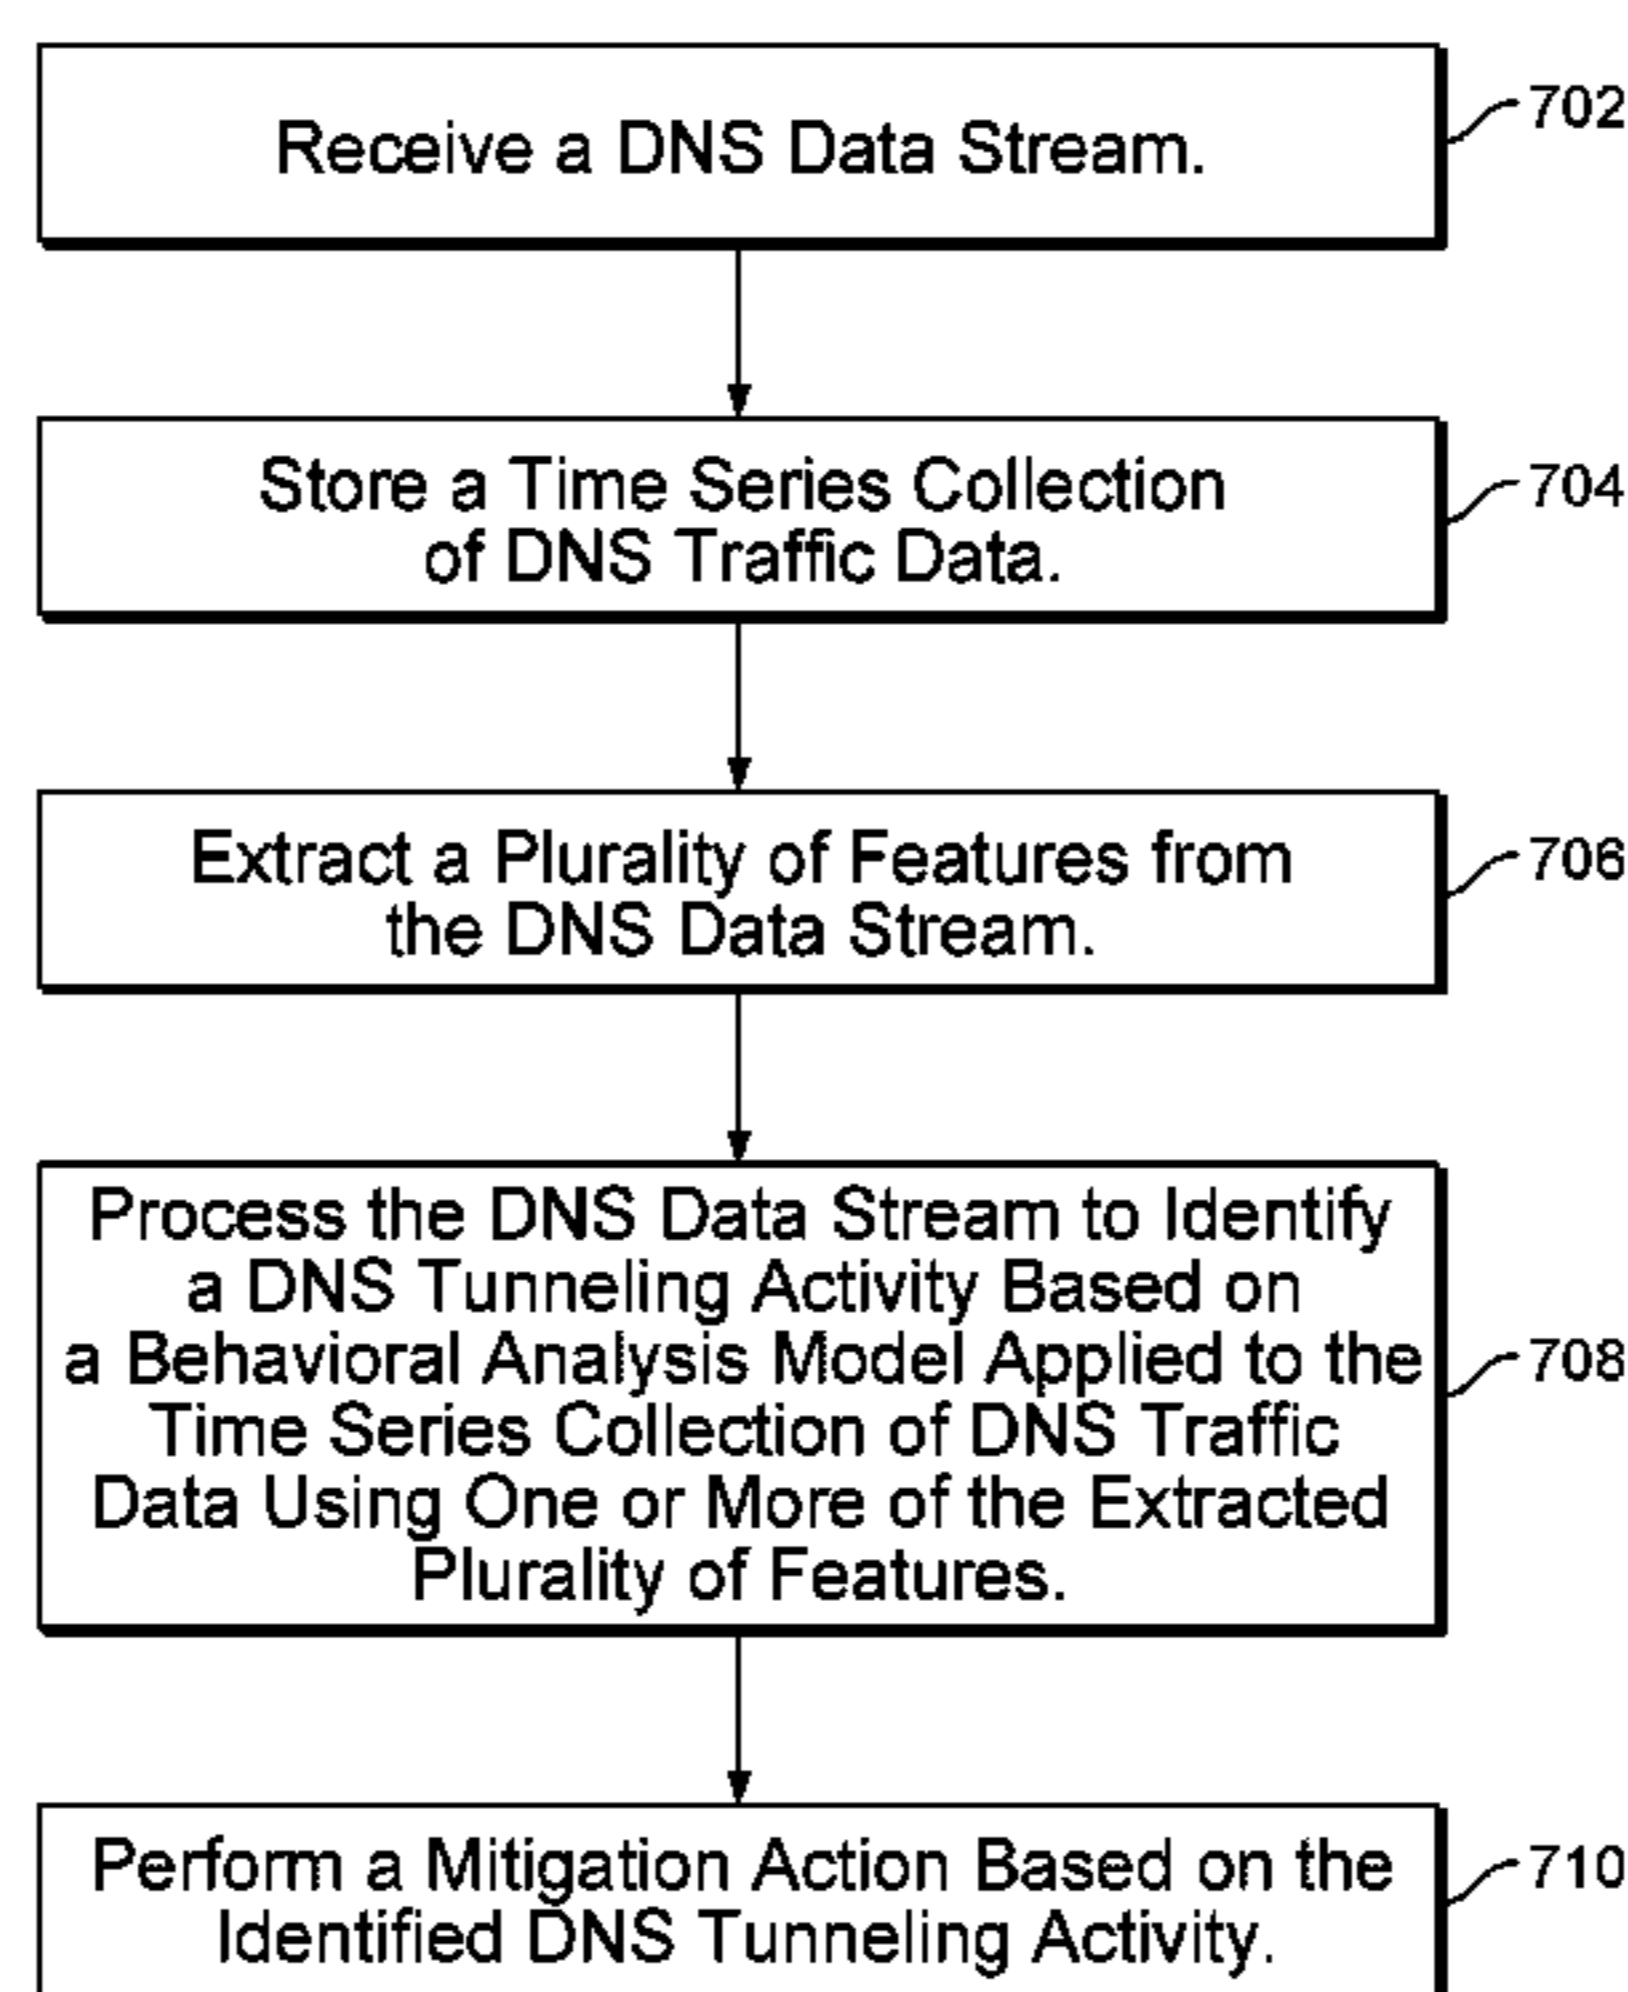 Receive a DNS Data Stream.
702
Store a Time Series Collection
of DNS Traffic Data.
704
Extract a Plurality of Features from
the DNS Data Stream.
706
Process the DNS Data Stream to Identify
a DNS Tunneling Activity Based on
a Behavioral Analysis Model Applied to the
Time Series Collection of DNS Traffic
Data Using One or More of the Extracted
Plurality of Features.
708
Perform a Mitigation Action Based on the
Identified DNS Tunneling Activity.
710